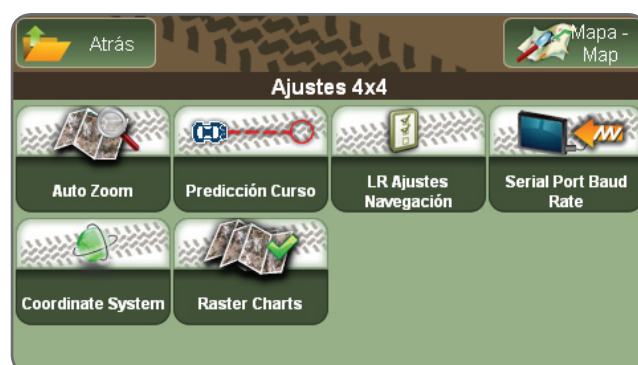 Atrás
Mapa -
Map
Ajustes 4x4
Auto Zoom
Predicción Curso
LR Ajustes
Navegación
Serial Port Baud
Rate
Coordinate System
Raster Charts